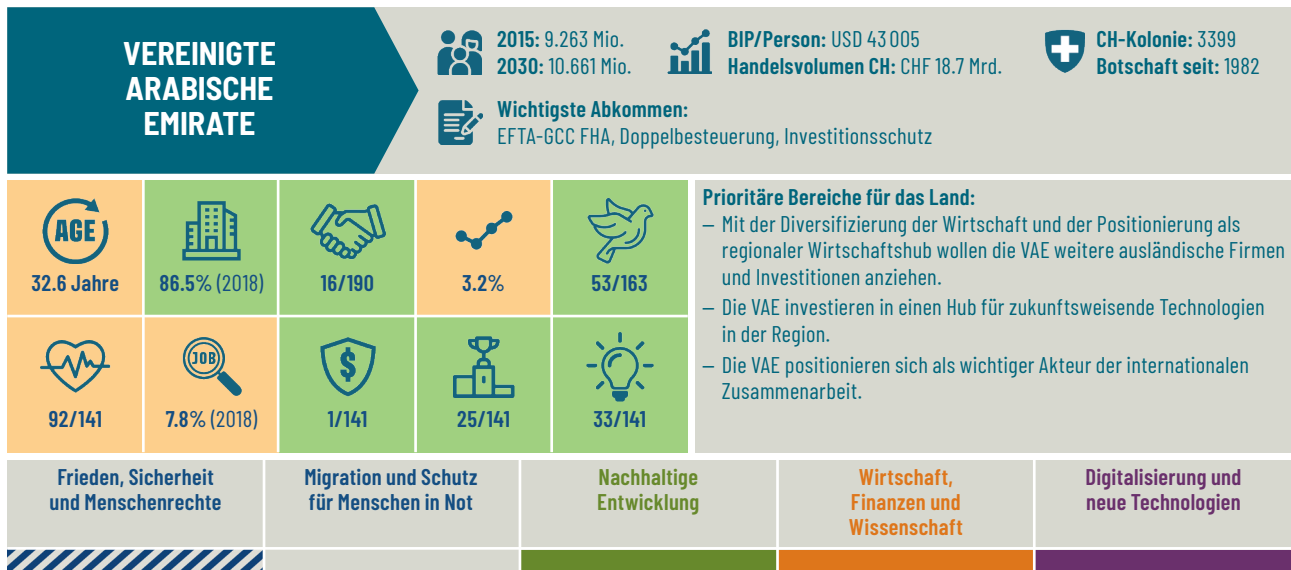 VEREINIGTE
ARABISCHE
EMIRATE
2015: 9.263 Mio.
2030: 10.661 Mio.
BIP/Person: USD 43 005
Handelsvolumen CH: CHF 18.7 Mrd.
CH-Kolonie: 3399
Botschaft seit: 1982
Wichtigste Abkommen:
EFTA-GCC FHA, Doppelbesteuerung, Investitionsschutz
AGE
32.6 Jahre
86.5% (2018)
16/190
3.2%
53/163
92/141
JOB
7.8% (2018)
$
1/141
25/141
33/141
Prioritäre Bereiche für das Land:
– Mit der Diversifizierung der Wirtschaft und der Positionierung als
regionaler Wirtschaftshub wollen die VAE weitere ausländische Firmen
und Investitionen anziehen.
– Die VAE investieren in einen Hub für zukunftsweisende Technologien
in der Region.
– Die VAE positionieren sich als wichtiger Akteur der internationalen
Zusammenarbeit.
Frieden, Sicherheit
und Menschenrechte
Migration und Schutz
für Menschen in Not
Nachhaltige
Entwicklung
Wirtschaft,
Finanzen und
Wissenschaft
Digitalisierung und
neue Technologien